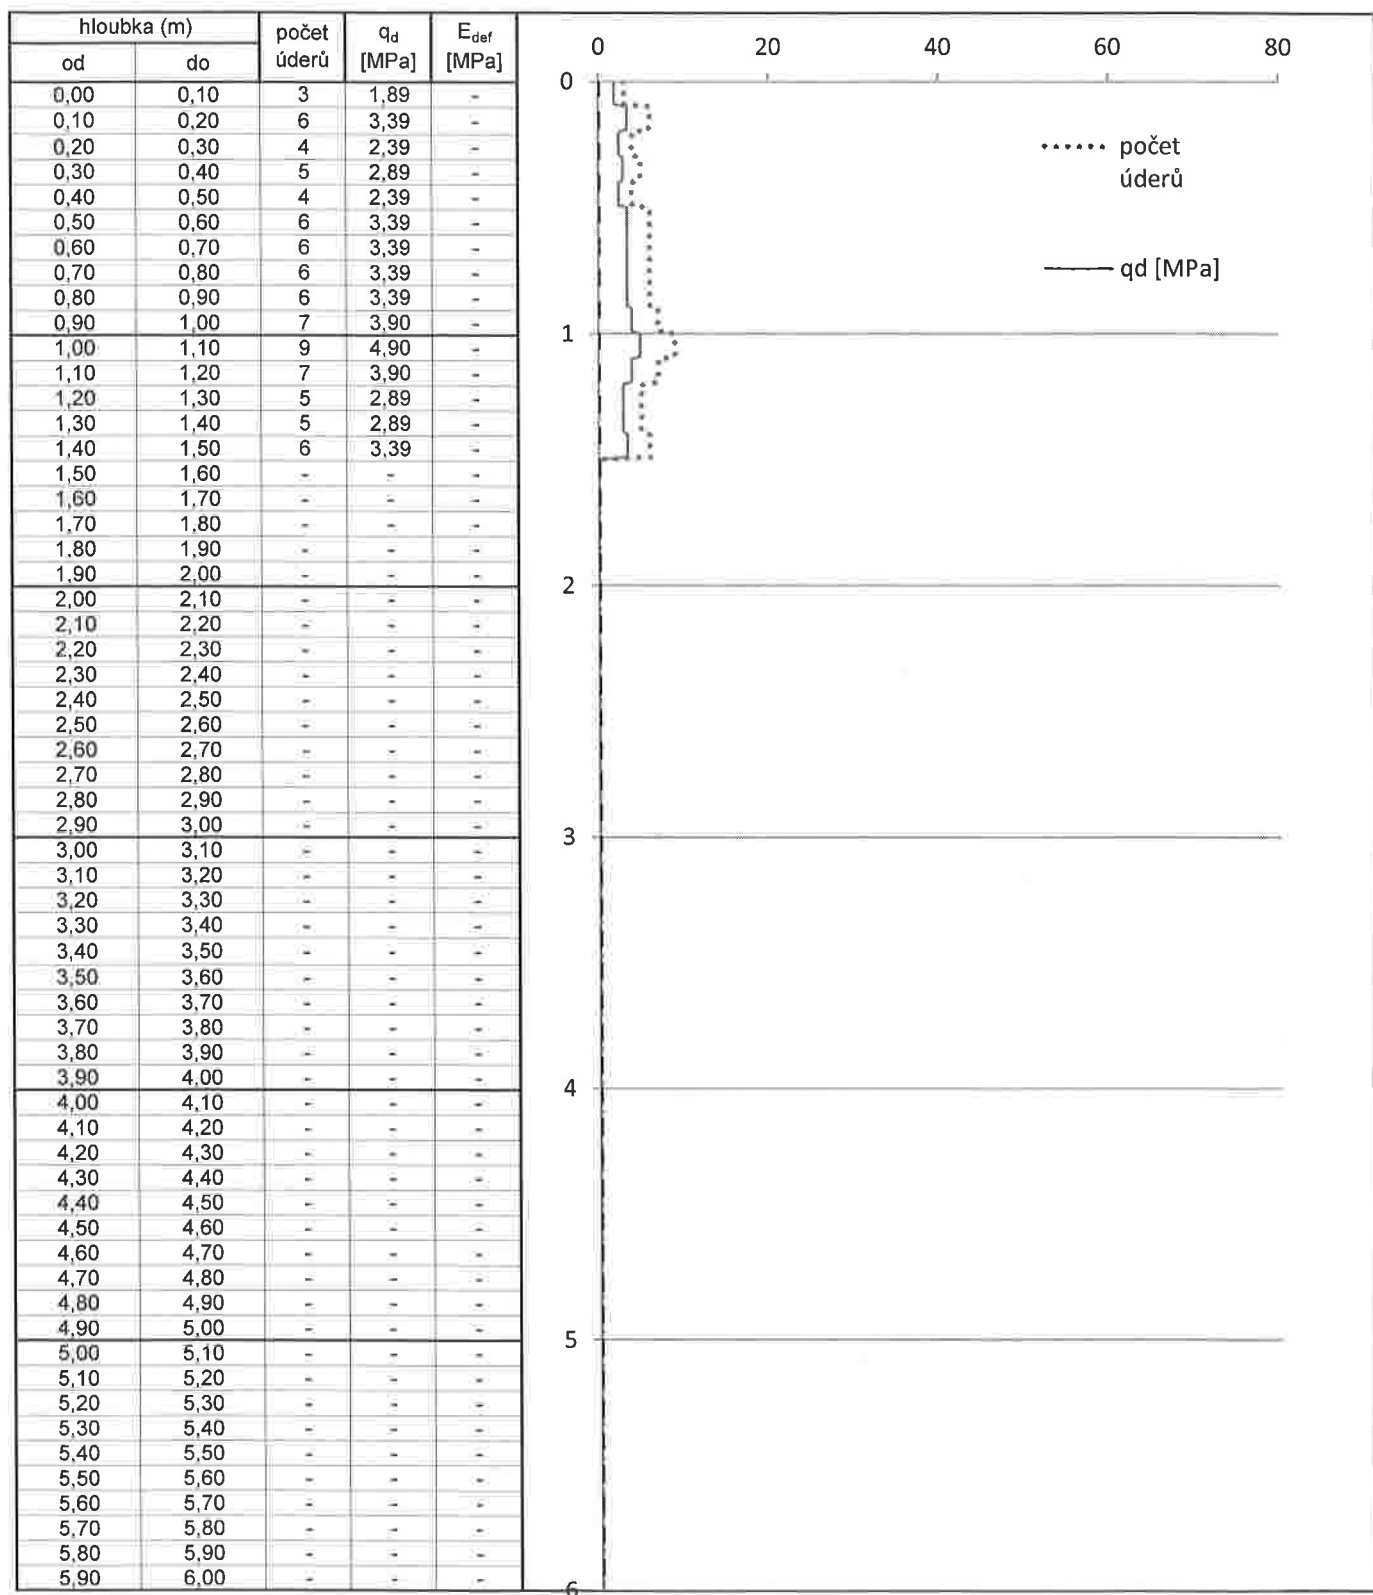 hloubka (m) počet úderů qd [MPa] Edef [MPa]
od do
0,00 0,10 3 1,89 -
0,10 0,20 6 3,39 -
0,20 0,30 4 2,39 -
0,30 0,40 5 2,89 -
0,40 0,50 4 2,39 -
0,50 0,60 6 3,39 -
0,60 0,70 6 3,39 -
0,70 0,80 6 3,39 -
0,80 0,90 6 3,39 -
0,90 1,00 7 3,90 -
1,00 1,10 9 4,90 -
1,10 1,20 7 3,90 -
1,20 1,30 5 2,89 -
1,30 1,40 5 2,89 -
1,40 1,50 6 3,39 -
1,50 1,60 - - -
1,60 1,70 - - -
1,70 1,80 - - -
1,80 1,90 - - -
1,90 2,00 - - -
2,00 2,10 - - -
2,10 2,20 - - -
2,20 2,30 - - -
2,30 2,40 - - -
2,40 2,50 - - -
2,50 2,60 - - -
2,60 2,70 - - -
2,70 2,80 - - -
2,80 2,90 - - -
2,90 3,00 - - -
3,00 3,10 - - -
3,10 3,20 - - -
3,20 3,30 - - -
3,30 3,40 - - -
3,40 3,50 - - -
3,50 3,60 - - -
3,60 3,70 - - -
3,70 3,80 - - -
3,80 3,90 - - -
3,90 4,00 - - -
4,00 4,10 - - -
4,10 4,20 - - -
4,20 4,30 - - -
4,30 4,40 - - -
4,40 4,50 - - -
4,50 4,60 - - -
4,60 4,70 - - -
4,70 4,80 - - -
4,80 4,90 - - -
4,90 5,00 - - -
5,00 5,10 - - -
5,10 5,20 - - -
5,20 5,30 - - -
5,30 5,40 - - -
5,40 5,50 - - -
5,50 5,60 - - -
5,60 5,70 - - -
5,70 5,80 - - -
5,80 5,90 - - -
5,90 6,00 - - -
0 20 40 60 80
0
1
2
3
4
5
6
počet
úderů
qd [MPa]